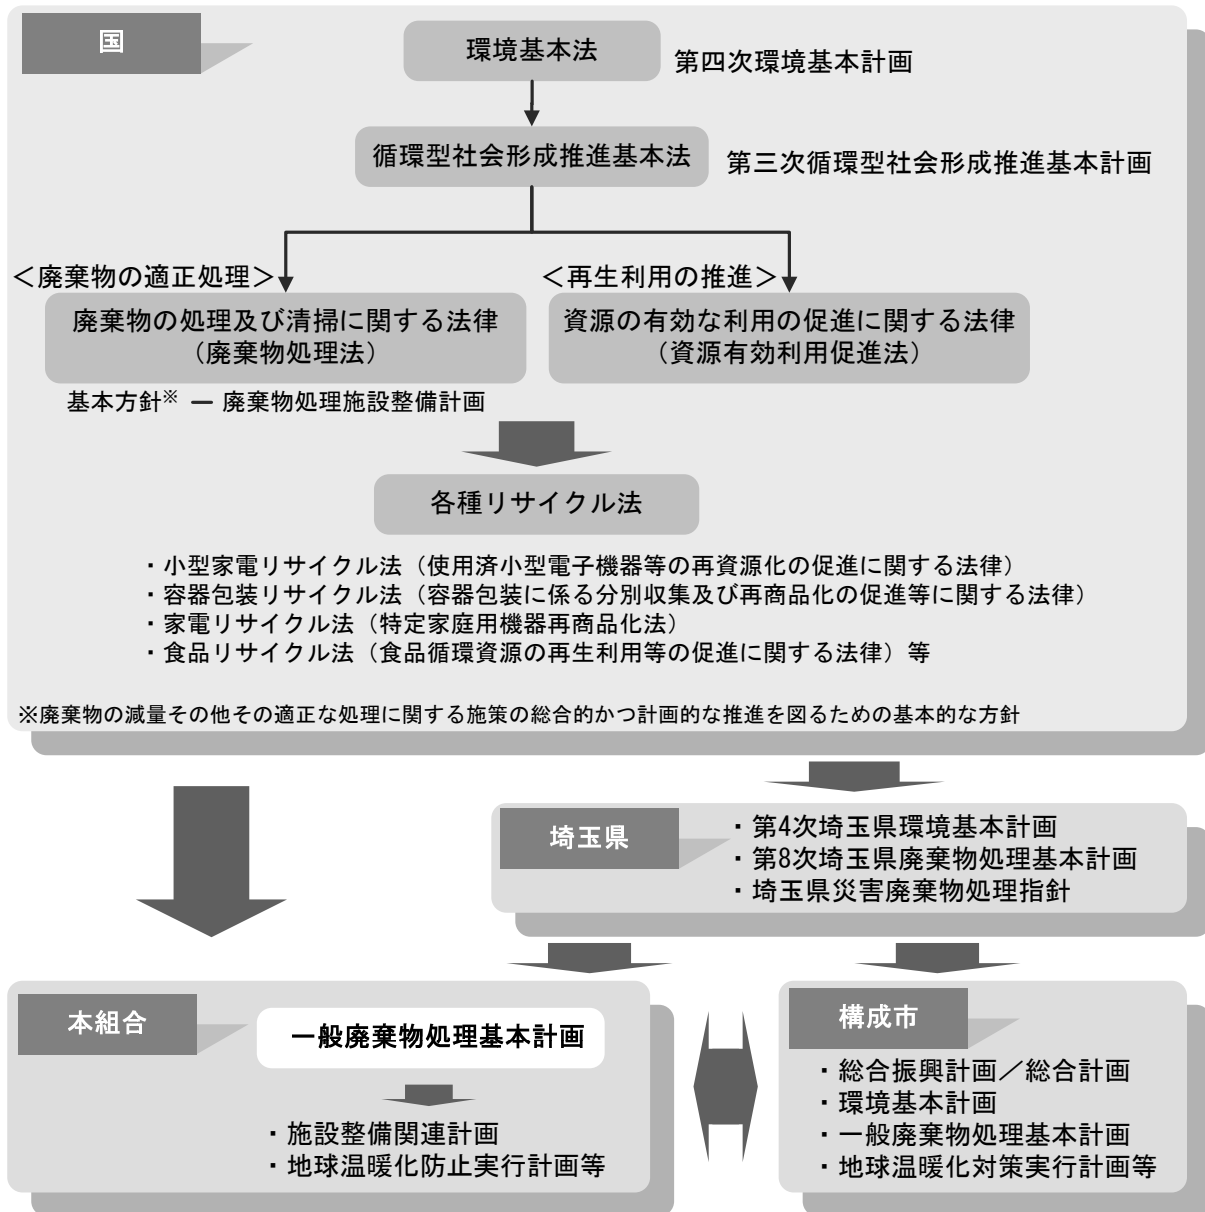 国
環境基本法
第四次環境基本計画
循環型社会形成推進基本法
第三次循環型社会形成推進基本計画
＜廃棄物の適正処理＞
＜再生利用の推進＞
廃棄物の処理及び清掃に関する法律
（廃棄物処理法）
資源の有効な利用の促進に関する法律
（資源有効利用促進法）
基本方針※ ― 廃棄物処理施設整備計画
各種リサイクル法
・小型家電リサイクル法（使用済小型電子機器等の再資源化の促進に関する法律）
・容器包装リサイクル法（容器包装に係る分別収集及び再商品化の促進等に関する法律）
・家電リサイクル法（特定家庭用機器再商品化法）
・食品リサイクル法（食品循環資源の再生利用等の促進に関する法律）等
※廃棄物の減量その他その適正な処理に関する施策の総合的かつ計画的な推進を図るための基本的な方針
埼玉県
・第4次埼玉県環境基本計画
・第8次埼玉県廃棄物処理基本計画
・埼玉県災害廃棄物処理指針
本組合
一般廃棄物処理基本計画
・施設整備関連計画
・地球温暖化防止実行計画等
構成市
・総合振興計画／総合計画
・環境基本計画
・一般廃棄物処理基本計画
・地球温暖化対策実行計画等